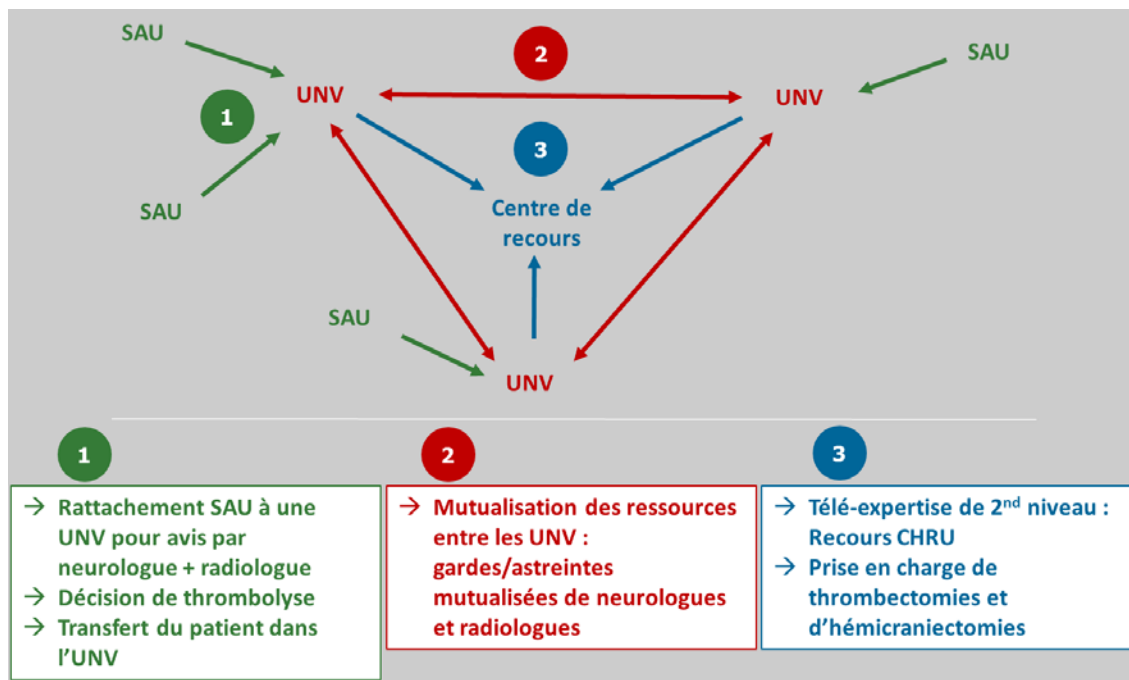 SAU
2
SAU
UNV
UNV
1
3
SAU
Centre de
recours
SAU
UNV
1
→ Rattachement SAU à une
UNV pour avis par
neurologue + radiologue
→ Décision de thrombolyse
→ Transfert du patient dans
l’UNV
2
→ Mutualisation des ressources
entre les UNV :
gardes/astreintes
mutualisées de neurologues
et radiologues
3
→ Télé-expertise de 2nd niveau :
Recours CHRU
→ Prise en charge de
thrombectomies et
d’hémicraniectomies